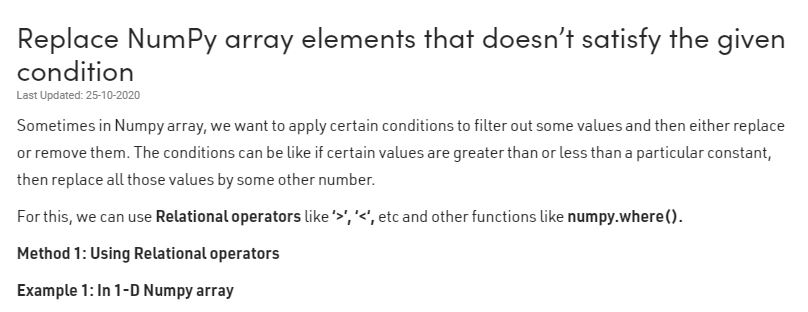 Replace NumPy array elements that doesn’t satisfy the given
condition
Last Updated: 25-10-2020
Sometimes in Numpy array, we want to apply certain conditions to filter out some values and then either replace
or remove them. The conditions can be like if certain values are greater than or less than a particular constant,
then replace all those values by some other number.
For this, we can use Relational operators like ‘>’, ‘<‘, etc and other functions like numpy.where().
Method 1: Using Relational operators
Example 1: In 1-D Numpy array